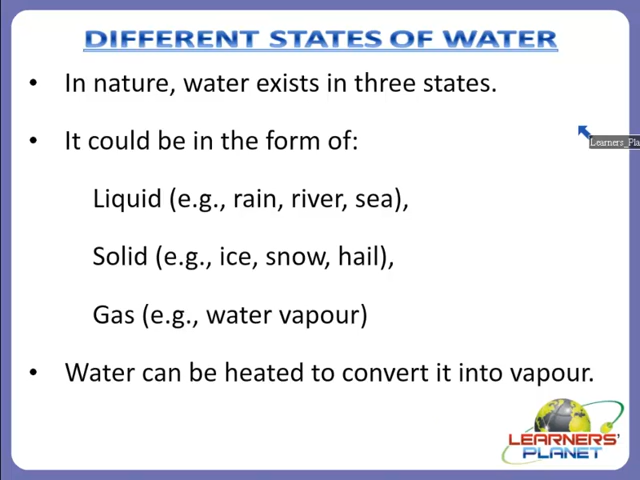 DIFFERENT STATES OF WATER
• In nature, water exists in three states.
• It could be in the form of:
Learners_Pla
Liquid (e.g., rain, river, sea),
Solid (e.g., ice, snow, hail),
Gas (e.g., water vapour)
• Water can be heated to convert it into vapour.
LEARNERS'
PLANET